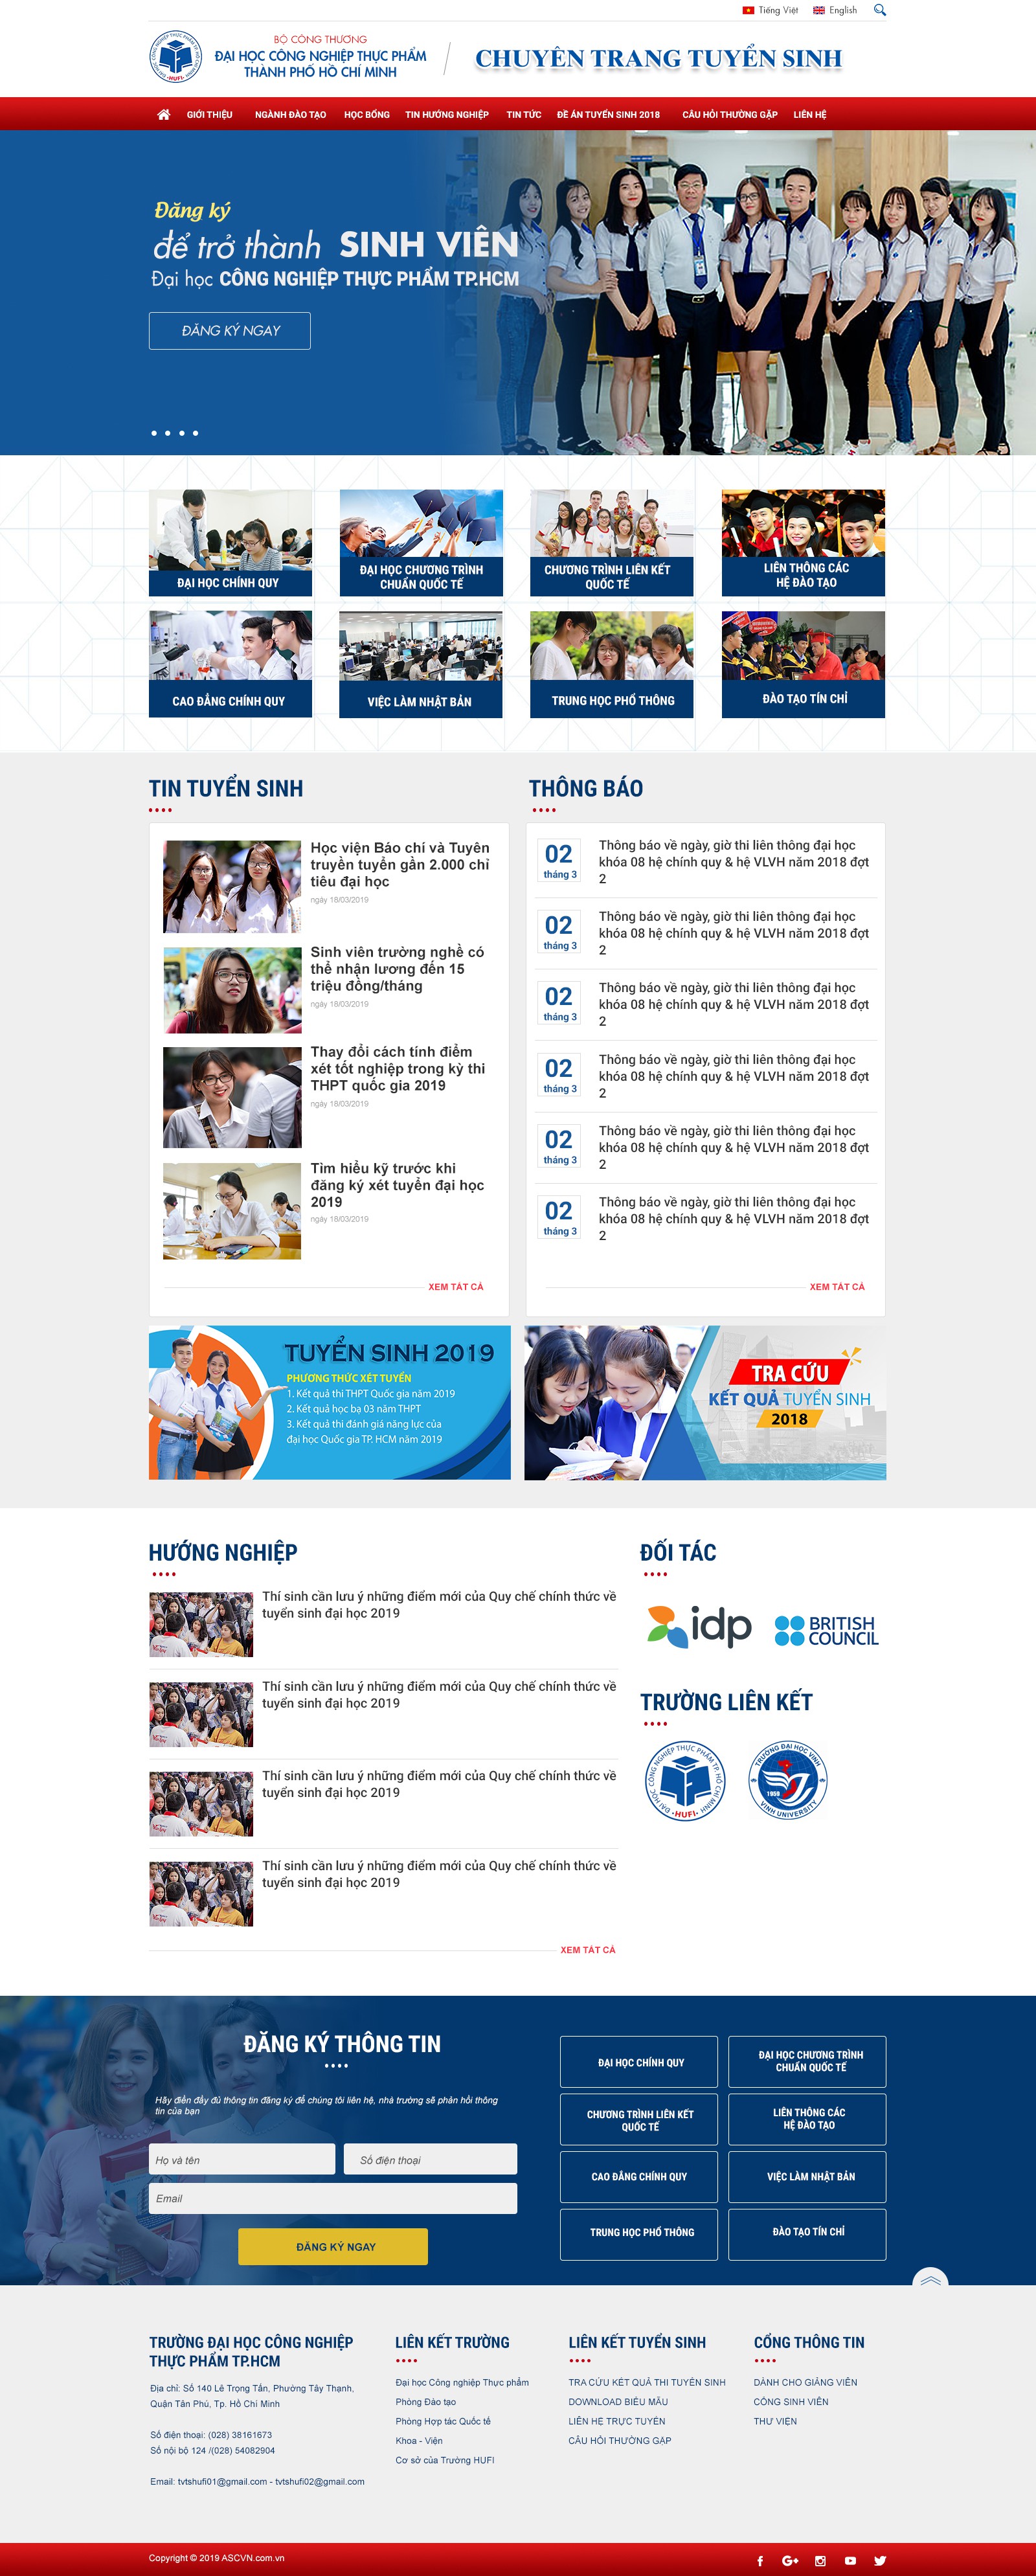 Tiếng Việt
English
BỘ CÔNG THƯƠNG
ĐẠI HỌC CÔNG NGHIỆP THỰC PHẨM
THÀNH PHỐ HỒ CHÍ MINH
HUFI
CHUYÊN TRANG TUYỂN SINH
GIỚI THIỆU
NGÀNH ĐÀO TẠO
HỌC BỔNG
TIN HƯỚNG NGHIỆP
TIN TỨC
ĐỀ ÁN TUYỂN SINH 2018
CÂU HỎI THƯỜNG GẶP
LIÊN HỆ
Đăng ký
để trở thành SINH VIÊN
Đại học CÔNG NGHIỆP THỰC PHẨM TP.HCM
ĐĂNG KÝ NGAY
ĐẠI HỌC CHÍNH QUY
ĐẠI HỌC CHƯƠNG TRÌNH
CHUẨN QUỐC TẾ
CHƯƠNG TRÌNH LIÊN KẾT
QUỐC TẾ
LIÊN THÔNG CÁC
HỆ ĐÀO TẠO
CAO ĐẲNG CHÍNH QUY
VIỆC LÀM NHẬT BẢN
TRUNG HỌC PHỔ THÔNG
ĐÀO TẠO TÍN CHỈ
TIN TUYỂN SINH
Học viện Báo chí và Tuyên
truyền tuyển gần 2.000 chỉ
tiêu đại học
ngày 18/03/2019
Sinh viên trường nghề có
thể nhận lương đến 15
triệu đồng/tháng
ngày 18/03/2019
Thay đổi cách tính điểm
xét tốt nghiệp trong kỳ thi
THPT quốc gia 2019
ngày 18/03/2019
Tìm hiểu kỹ trước khi
đăng ký xét tuyển đại học
2019
ngày 18/03/2019
XEM TẤT CẢ
THÔNG BÁO
02
tháng 3
Thông báo về ngày, giờ thi liên thông đại học
khóa 08 hệ chính quy & hệ VLVH năm 2018 đợt
2
02
tháng 3
Thông báo về ngày, giờ thi liên thông đại học
khóa 08 hệ chính quy & hệ VLVH năm 2018 đợt
2
02
tháng 3
Thông báo về ngày, giờ thi liên thông đại học
khóa 08 hệ chính quy & hệ VLVH năm 2018 đợt
2
02
tháng 3
Thông báo về ngày, giờ thi liên thông đại học
khóa 08 hệ chính quy & hệ VLVH năm 2018 đợt
2
02
tháng 3
Thông báo về ngày, giờ thi liên thông đại học
khóa 08 hệ chính quy & hệ VLVH năm 2018 đợt
2
02
tháng 3
Thông báo về ngày, giờ thi liên thông đại học
khóa 08 hệ chính quy & hệ VLVH năm 2018 đợt
2
XEM TẤT CẢ
TUYỂN SINH 2019
PHƯƠNG THỨC XÉT TUYỂN
1. Kết quả thi THPT Quốc gia năm 2019
2. Kết quả học bạ 03 năm THPT
3. Kết quả thi đánh giá năng lực của
đại học Quốc gia TP. HCM năm 2019
TRA CỨU
KẾT QUẢ TUYỂN SINH
2018
HƯỚNG NGHIỆP
Thí sinh cần lưu ý những điểm mới của Quy chế chính thức về
tuyển sinh đại học 2019
Thí sinh cần lưu ý những điểm mới của Quy chế chính thức về
tuyển sinh đại học 2019
Thí sinh cần lưu ý những điểm mới của Quy chế chính thức về
tuyển sinh đại học 2019
Thí sinh cần lưu ý những điểm mới của Quy chế chính thức về
tuyển sinh đại học 2019
XEM TẤT CẢ
ĐỐI TÁC
idp
BRITISH
COUNCIL
TRƯỜNG LIÊN KẾT
ĐẠI HỌC CÔNG NGHIỆP THỰC PHẨM TP. HỒ CHÍ MINH
HUFI
TRƯỜNG ĐẠI HỌC VINH
1959
VINH UNIVERSITY
ĐĂNG KÝ THÔNG TIN
Hãy điền đầy đủ thông tin đăng ký để chúng tôi liên hệ, nhà trường sẽ phản hồi thông
tin của bạn
Họ và tên
Số điện thoại
Email
ĐĂNG KÝ NGAY
ĐẠI HỌC CHÍNH QUY
ĐẠI HỌC CHƯƠNG TRÌNH
CHUẨN QUỐC TẾ
CHƯƠNG TRÌNH LIÊN KẾT
QUỐC TẾ
LIÊN THÔNG CÁC
HỆ ĐÀO TẠO
CAO ĐẲNG CHÍNH QUY
VIỆC LÀM NHẬT BẢN
TRUNG HỌC PHỔ THÔNG
ĐÀO TẠO TÍN CHỈ
TRƯỜNG ĐẠI HỌC CÔNG NGHIỆP
THỰC PHẨM TP.HCM
Địa chỉ: Số 140 Lê Trọng Tấn, Phường Tây Thạnh,
Quận Tân Phú, Tp. Hồ Chí Minh
Số điện thoại: (028) 38161673
Số nội bộ 124 /(028) 54082904
Email: tvtshufi01@gmail.com - tvtshufi02@gmail.com
LIÊN KẾT TRƯỜNG
Đại học Công nghiệp Thực phẩm
Phòng Đào tạo
Phòng Hợp tác Quốc tế
Khoa - Viện
Cơ sở của Trường HUFI
LIÊN KẾT TUYỂN SINH
TRA CỨU KẾT QUẢ THI TUYỂN SINH
DOWNLOAD BIỂU MẪU
LIÊN HỆ TRỰC TUYẾN
CÂU HỎI THƯỜNG GẶP
CỔNG THÔNG TIN
DÀNH CHO GIẢNG VIÊN
CỔNG SINH VIÊN
THƯ VIỆN
Copyright © 2019 ASCVN.com.vn